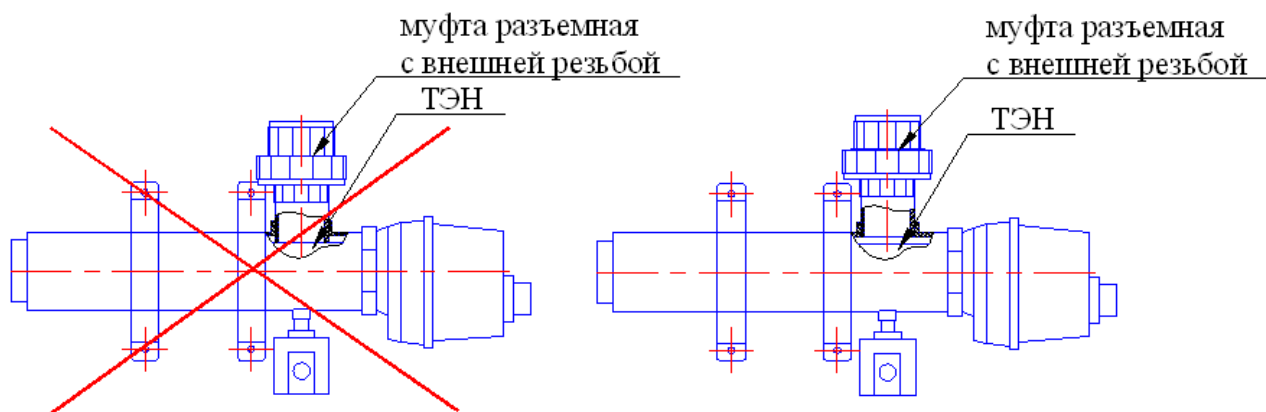 муфта разъемная
с внешней резьбой
ТЭН
муфта разъемная
с внешней резьбой
ТЭН